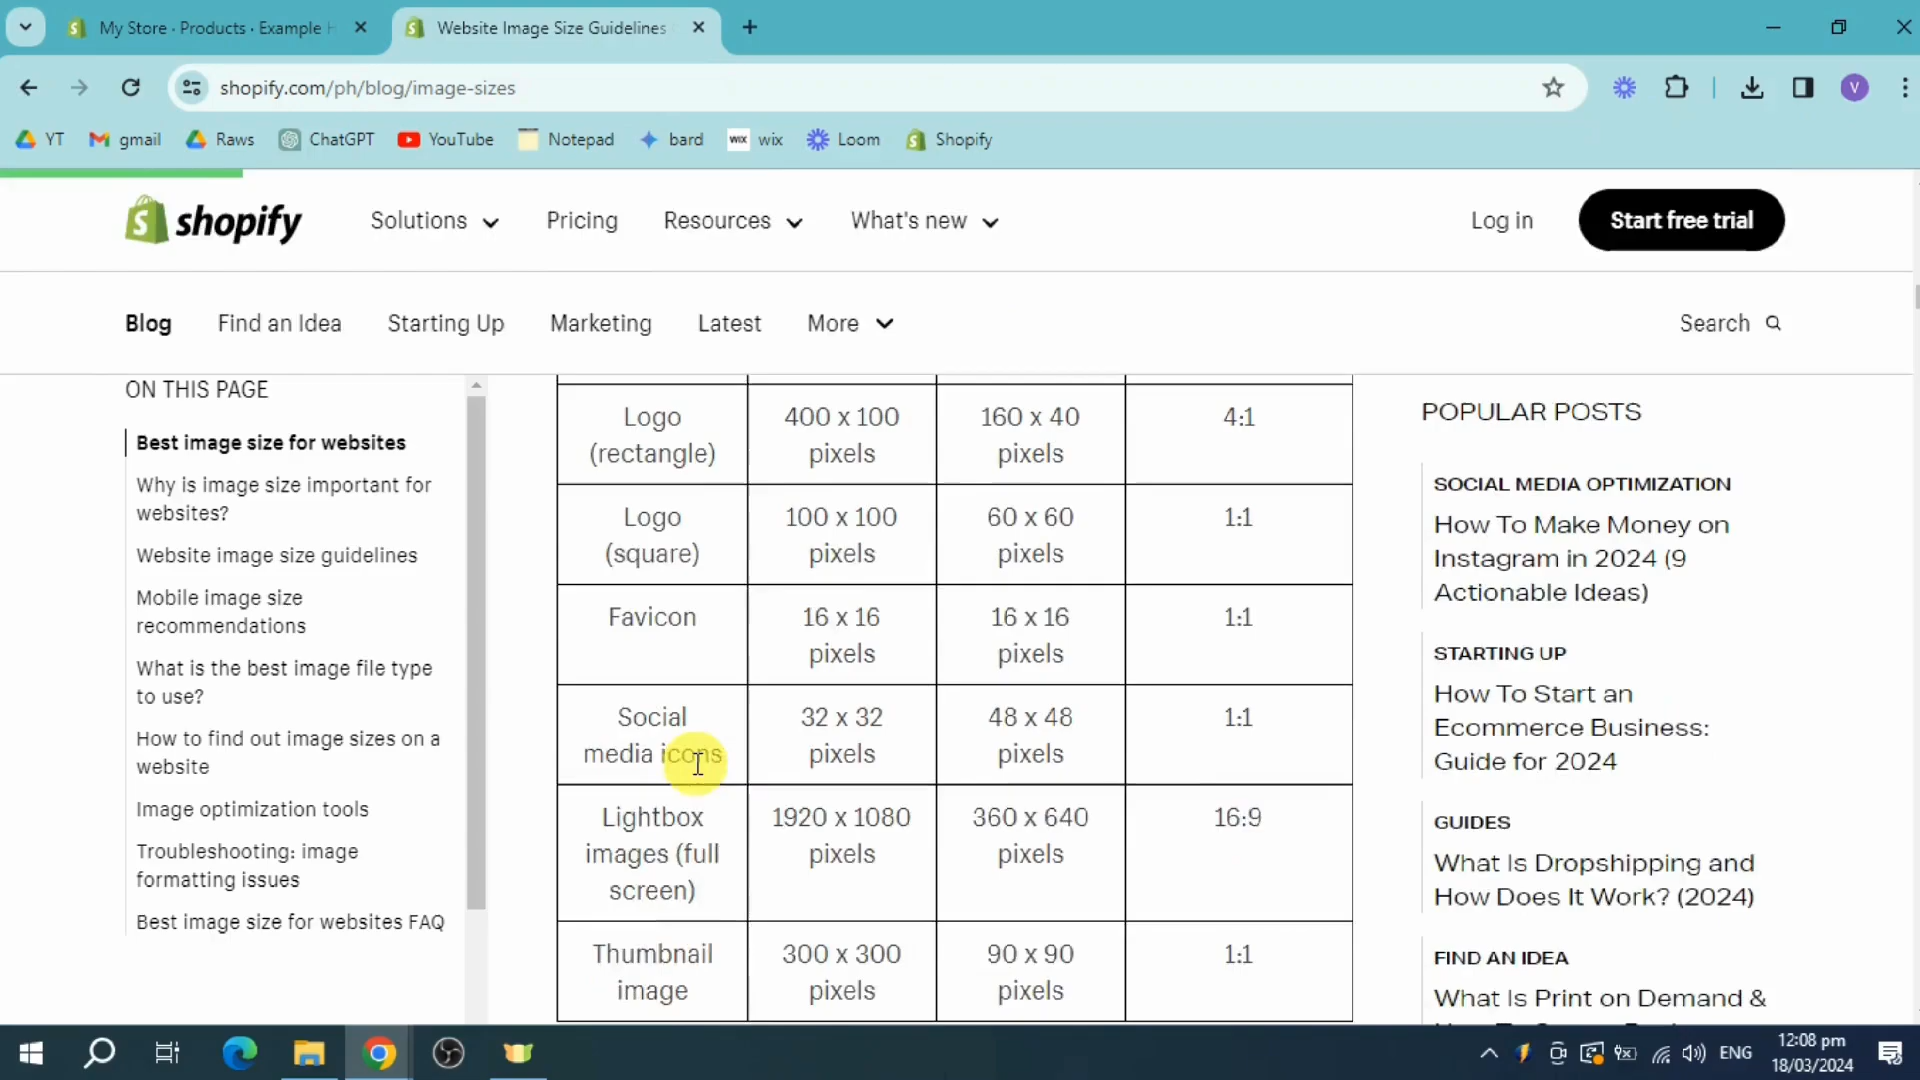 My Store · Products · Example
Website Image Size Guidelines
shopify.com/ph/blog/image-sizes
V
YT
gmail
Raws
ChatGPT
YouTube
Notepad
bard
WIX wix
Loom
Shopify
shopify
Solutions
Pricing
Resources
What's new
Log in
Start free trial
Blog
Find an Idea
Starting Up
Marketing
Latest
More
Search
ON THIS PAGE
Best image size for websites
Why is image size important for
websites?
Website image size guidelines
Mobile image size
recommendations
What is the best image file type
to use?
How to find out image sizes on a
website
Image optimization tools
Troubleshooting: image
formatting issues
Best image size for websites FAQ
Logo 400 x 100 160 x 40 4:1
(rectangle) pixels pixels
Logo 100 x 100 60 x 60 1:1
(square) pixels pixels
Favicon 16 x 16 16 x 16 1:1
pixels pixels
Social 32 x 32 48 x 48 1:1
media icons pixels pixels
Lightbox 1920 x 1080 360 x 640 16:9
images (full pixels pixels
screen)
Thumbnail 300 x 300 90 x 90 1:1
image pixels pixels
POPULAR POSTS
SOCIAL MEDIA OPTIMIZATION
How To Make Money on
Instagram in 2024 (9
Actionable Ideas)
STARTING UP
How To Start an
Ecommerce Business:
Guide for 2024
GUIDES
What Is Dropshipping and
How Does It Work? (2024)
FIND AN IDEA
What Is Print on Demand &
ENG
12:08 pm
18/03/2024